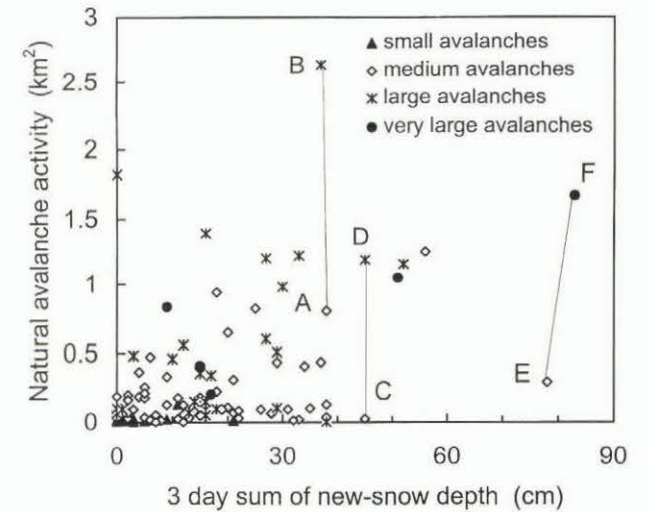 3
B
▲ small avalanches
◇ medium avalanches
2.5
ж large avalanches
● very large avalanches
2
F
1.5
D
1
A
0.5
E
C
0
0 30 60 90
Natural avalanche activity (km²)
3 day sum of new-snow depth (cm)